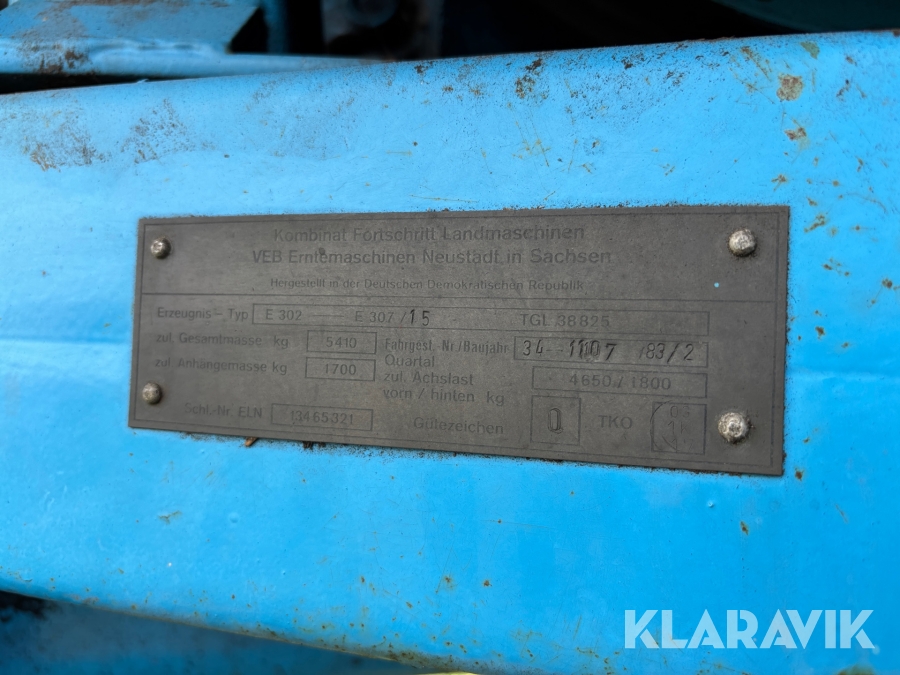 Kombinat Fortschritt Landmaschinen
VEB Erntemaschinen Neustadt in Sachsen
Hergestellt in der Deutschen Demokratischen Republik
Erzeugnis - Typ E 302 E 307 /15 TGL 38825
zul. Gesamtmasse kg 5410 Fahrgest. Nr./Baujahr 34-1107 /83/2
Quartal
zul. Anhängemasse kg 1700 zul. Achslast 4650 / 1800
vorn / hinten kg
Schl.-Nr. ELN 13465321 Gütezeichen TKO
KLARAVIK